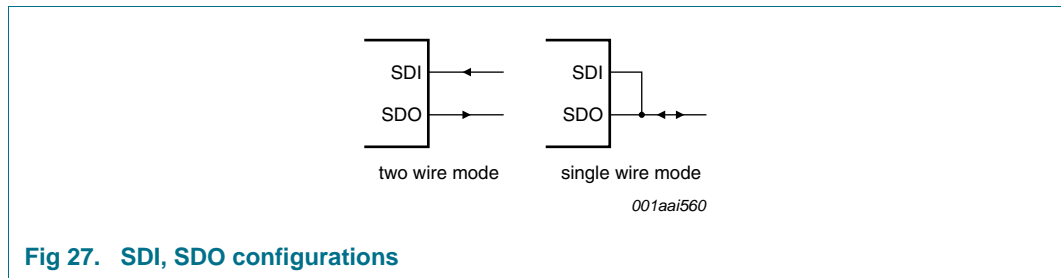 SDI
SDO
two wire mode
SDI
SDO
single wire mode
001aai560
Fig 27. SDI, SDO configurations